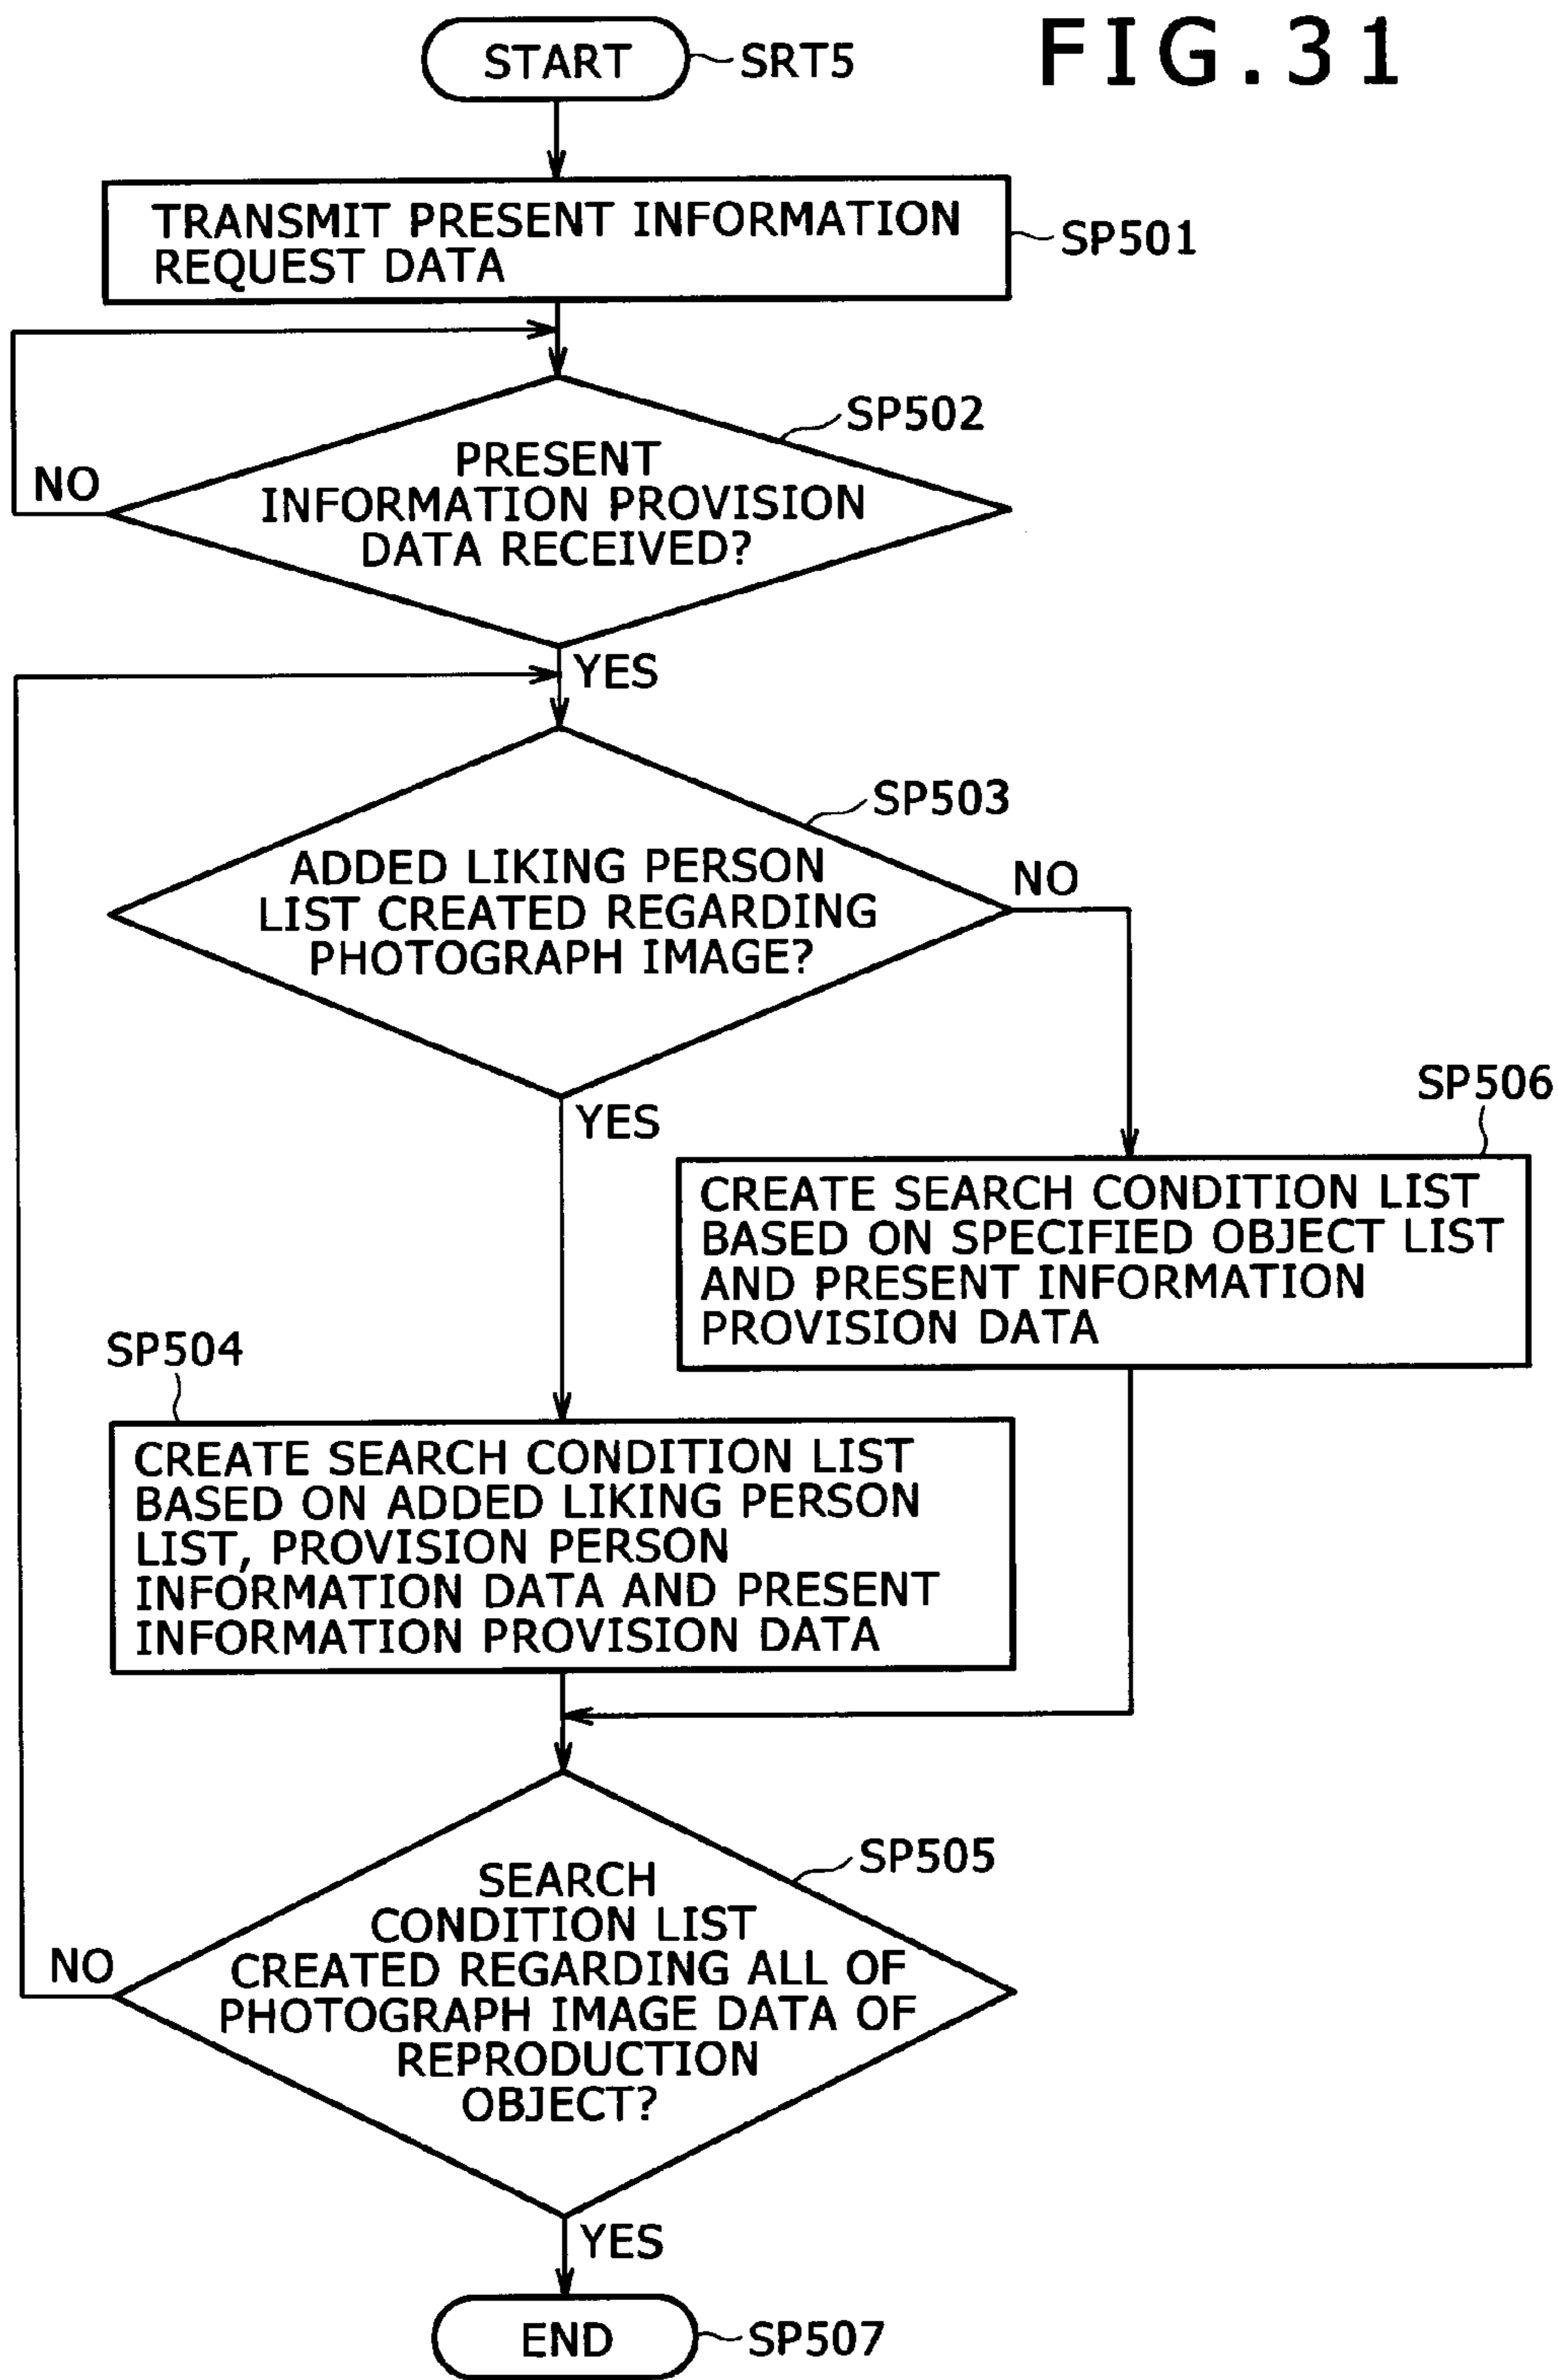 FIG.31
START
SRT5
TRANSMIT PRESENT INFORMATION
REQUEST DATA
SP501
SP502
PRESENT
INFORMATION PROVISION
DATA RECEIVED?
NO
YES
SP503
ADDED LIKING PERSON
LIST CREATED REGARDING
PHOTOGRAPH IMAGE?
NO
YES
SP506
CREATE SEARCH CONDITION LIST
BASED ON SPECIFIED OBJECT LIST
AND PRESENT INFORMATION
PROVISION DATA
SP504
CREATE SEARCH CONDITION LIST
BASED ON ADDED LIKING PERSON
LIST, PROVISION PERSON
INFORMATION DATA AND PRESENT
INFORMATION PROVISION DATA
SP505
SEARCH
CONDITION LIST
CREATED REGARDING ALL OF
PHOTOGRAPH IMAGE DATA OF
REPRODUCTION
OBJECT?
NO
YES
END
SP507